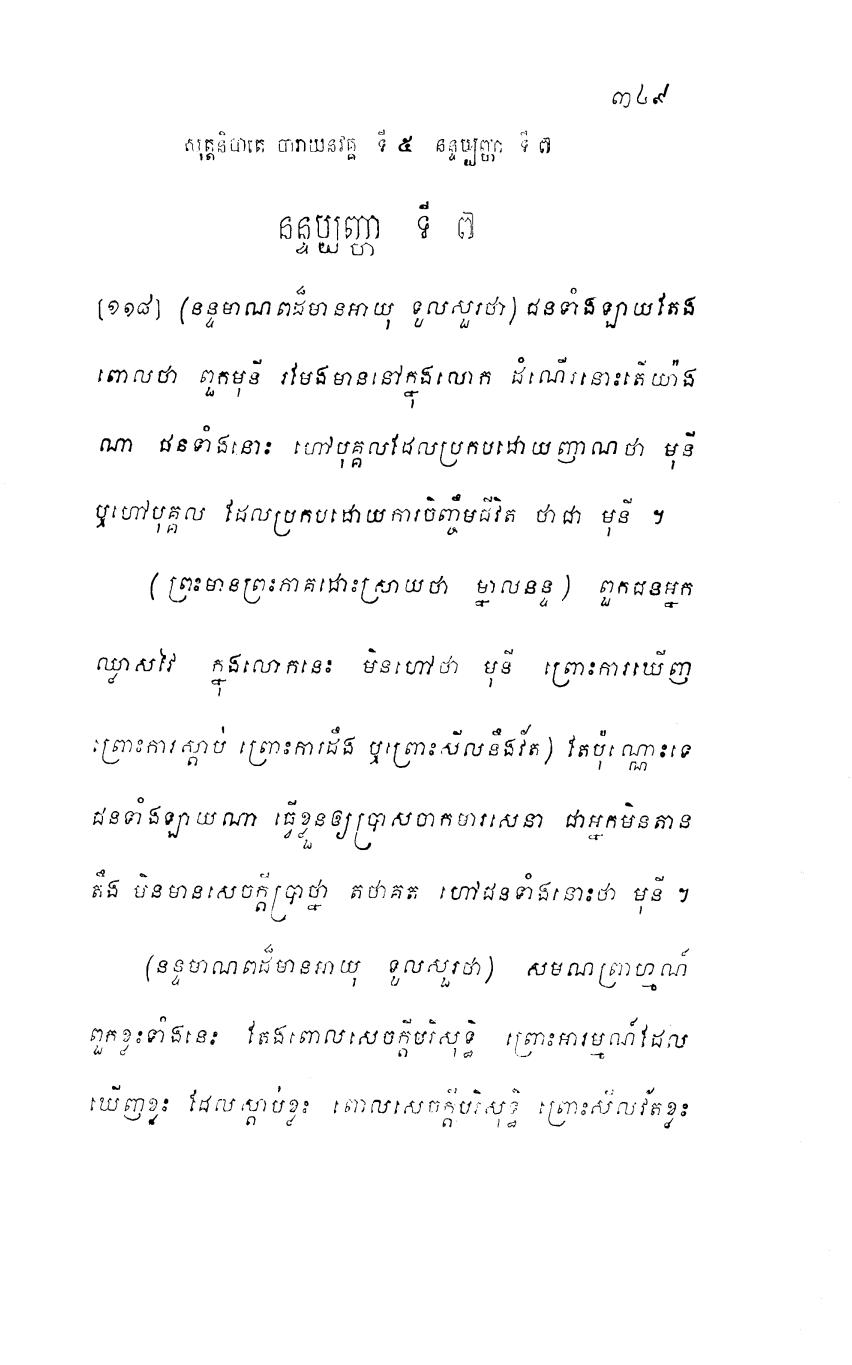 ៣៤៩
សុត្តនិបាតេ បារាយនវគ្គ ទី ៥ នន្ទប្បញ្ហា ទី ៧
នន្ទប្បញ្ហា ទី ៧
[១១៨] (នន្ទមាណពដ៏មានអាយុ ទូលសួរថា) ជនទាំងឡាយតែង
ពោលថា ពួកមុនី រមែងមាននៅក្នុងលោក ដំណើរនោះតើយ៉ាង
ណា ជនទាំងនោះ ហៅបុគ្គលដែលប្រកបដោយញាណថា មុនី
ឬហៅបុគ្គល ដែលប្រកបដោយការចិញ្ចឹមជីវិត ថាជា មុនី ។
(ព្រះមានព្រះភាគដោះស្រាយថា ម្នាលនន្ទ) ពួកជនអ្នក
ឈ្លាសវៃ ក្នុងលោកនេះ មិនហៅថា មុនី ព្រោះការឃើញ
ព្រោះការស្តាប់ ព្រោះការដឹង ឬព្រោះសីលនឹងវ័ត) តែប៉ុណ្ណោះទេ
ជនទាំងឡាយណា ធ្វើខ្លួនឲ្យប្រាសចាកមារសេនា ជាអ្នកមិនតាន
តឹង មិនមានសេចក្តីប្រាថ្នា តថាគត ហៅជនទាំងនោះថា មុនី ។
(នន្ទមាណពដ៏មានអាយុ ទូលសួរថា) សមណព្រាហ្មណ៍
ពួកខ្លះទាំងនេះ តែងពោលសេចក្តីបរិសុទ្ធិ ព្រោះអារម្មណ៍ដែល
ឃើញខ្លះ ដែលស្តាប់ខ្លះ ពោលសេចក្តីបរិសុទ្ធិ ព្រោះសីលវ័តខ្លះ